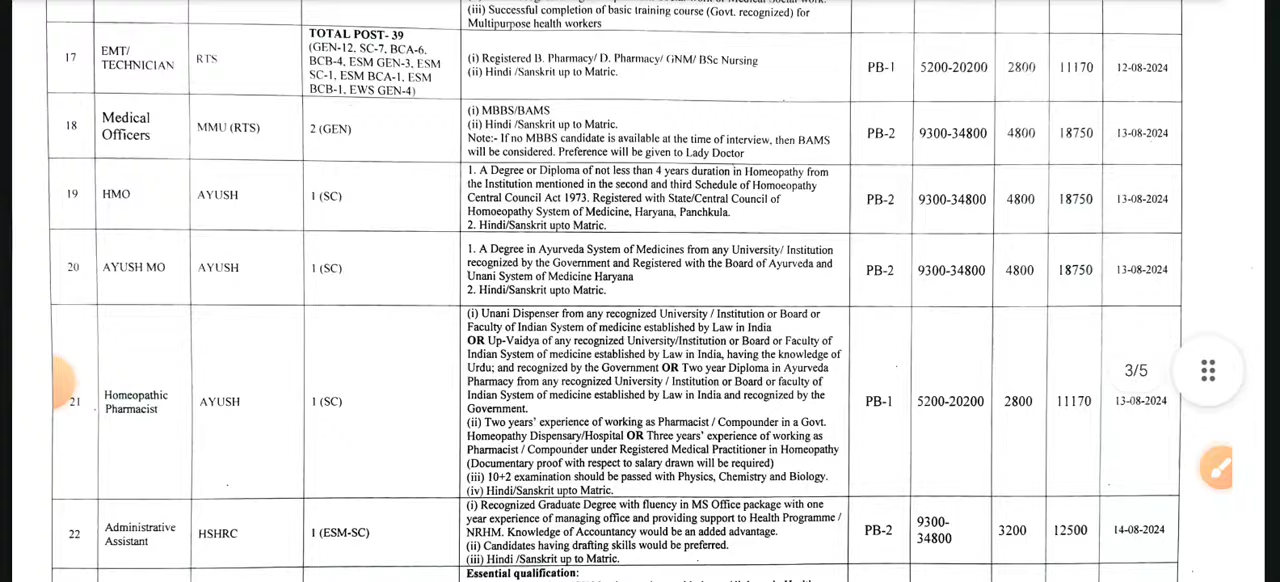 (iii) Successful completion of basic training course (Govt. recognized) for
Multipurpose health workers
17
EMT/
TECHNICIAN
RTS
TOTAL POST- 39
(GEN-12, SC-7, BCA-6,
BCB-4, ESM GEN-3, ESM
SC-1, ESM BCA-1, ESM
BCB-1, EWS GEN-4)
(i) Registered B. Pharmacy/ D. Pharmacy/ GNM/ BSc Nursing
(ii) Hindi /Sanskrit up to Matric.
PB-1
5200-20200
2800
11170
12-08-2024
18
Medical
Officers
MMU (RTS)
2 (GEN)
(i) MBBS/BAMS
(ii) Hindi /Sanskrit up to Matric.
Note:- If no MBBS candidate is available at the time of interview, then BAMS
will be considered. Preference will be given to Lady Doctor
PB-2
9300-34800
4800
18750
13-08-2024
19
HMO
AYUSH
1 (SC)
1. A Degree or Diploma of not less than 4 years duration in Homeopathy from
the Institution mentioned in the second and third Schedule of Homoeopathy
Central Council Act 1973. Registered with State/Central Council of
Homoeopathy System of Medicine, Haryana, Panchkula.
2. Hindi/Sanskrit upto Matric.
PB-2
9300-34800
4800
18750
13-08-2024
20
AYUSH MO
AYUSH
1 (SC)
1. A Degree in Ayurveda System of Medicines from any University/ Institution
recognized by the Government and Registered with the Board of Ayurveda and
Unani System of Medicine Haryana
2. Hindi/Sanskrit upto Matric.
PB-2
9300-34800
4800
18750
13-08-2024
21
Homeopathic
Pharmacist
AYUSH
1 (SC)
(i) Unani Dispenser from any recognized University / Institution or Board or
Faculty of Indian System of medicine established by Law in India
OR Up-Vaidya of any recognized University/Institution or Board or Faculty of
Indian System of medicine established by Law in India, having the knowledge of
Urdu; and recognized by the Government OR Two year Diploma in Ayurveda
Pharmacy from any recognized University / Institution or Board or faculty of
Indian System of medicine established by Law in India and recognized by the
Government.
(ii) Two years' experience of working as Pharmacist / Compounder in a Govt.
Homeopathy Dispensary/Hospital OR Three years' experience of working as
Pharmacist / Compounder under Registered Medical Practitioner in Homeopathy
(Documentary proof with respect to salary drawn will be required)
(iii) 10+2 examination should be passed with Physics, Chemistry and Biology.
(iv) Hindi/Sanskrit upto Matric.
PB-1
5200-20200
2800
11170
13-08-2024
3/5
22
Administrative
Assistant
HSHRC
1 (ESM-SC)
(i) Recognized Graduate Degree with fluency in MS Office package with one
year experience of managing office and providing support to Health Programme /
NRHM. Knowledge of Accountancy would be an added advantage.
(ii) Candidates having drafting skills would be preferred.
(iii) Hindi /Sanskrit up to Matric.
PB-2
9300-
34800
3200
12500
14-08-2024
Essential qualification: